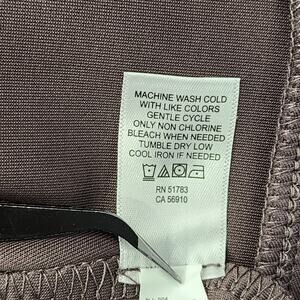 MACHINE WASH COLD
WITH LIKE COLORS
GENTLE CYCLE
ONLY NON CHLORINE
BLEACH WHEN NEEDED
TUMBLE DRY LOW
COOL IRON IF NEEDED
RN 51783
CA 56910